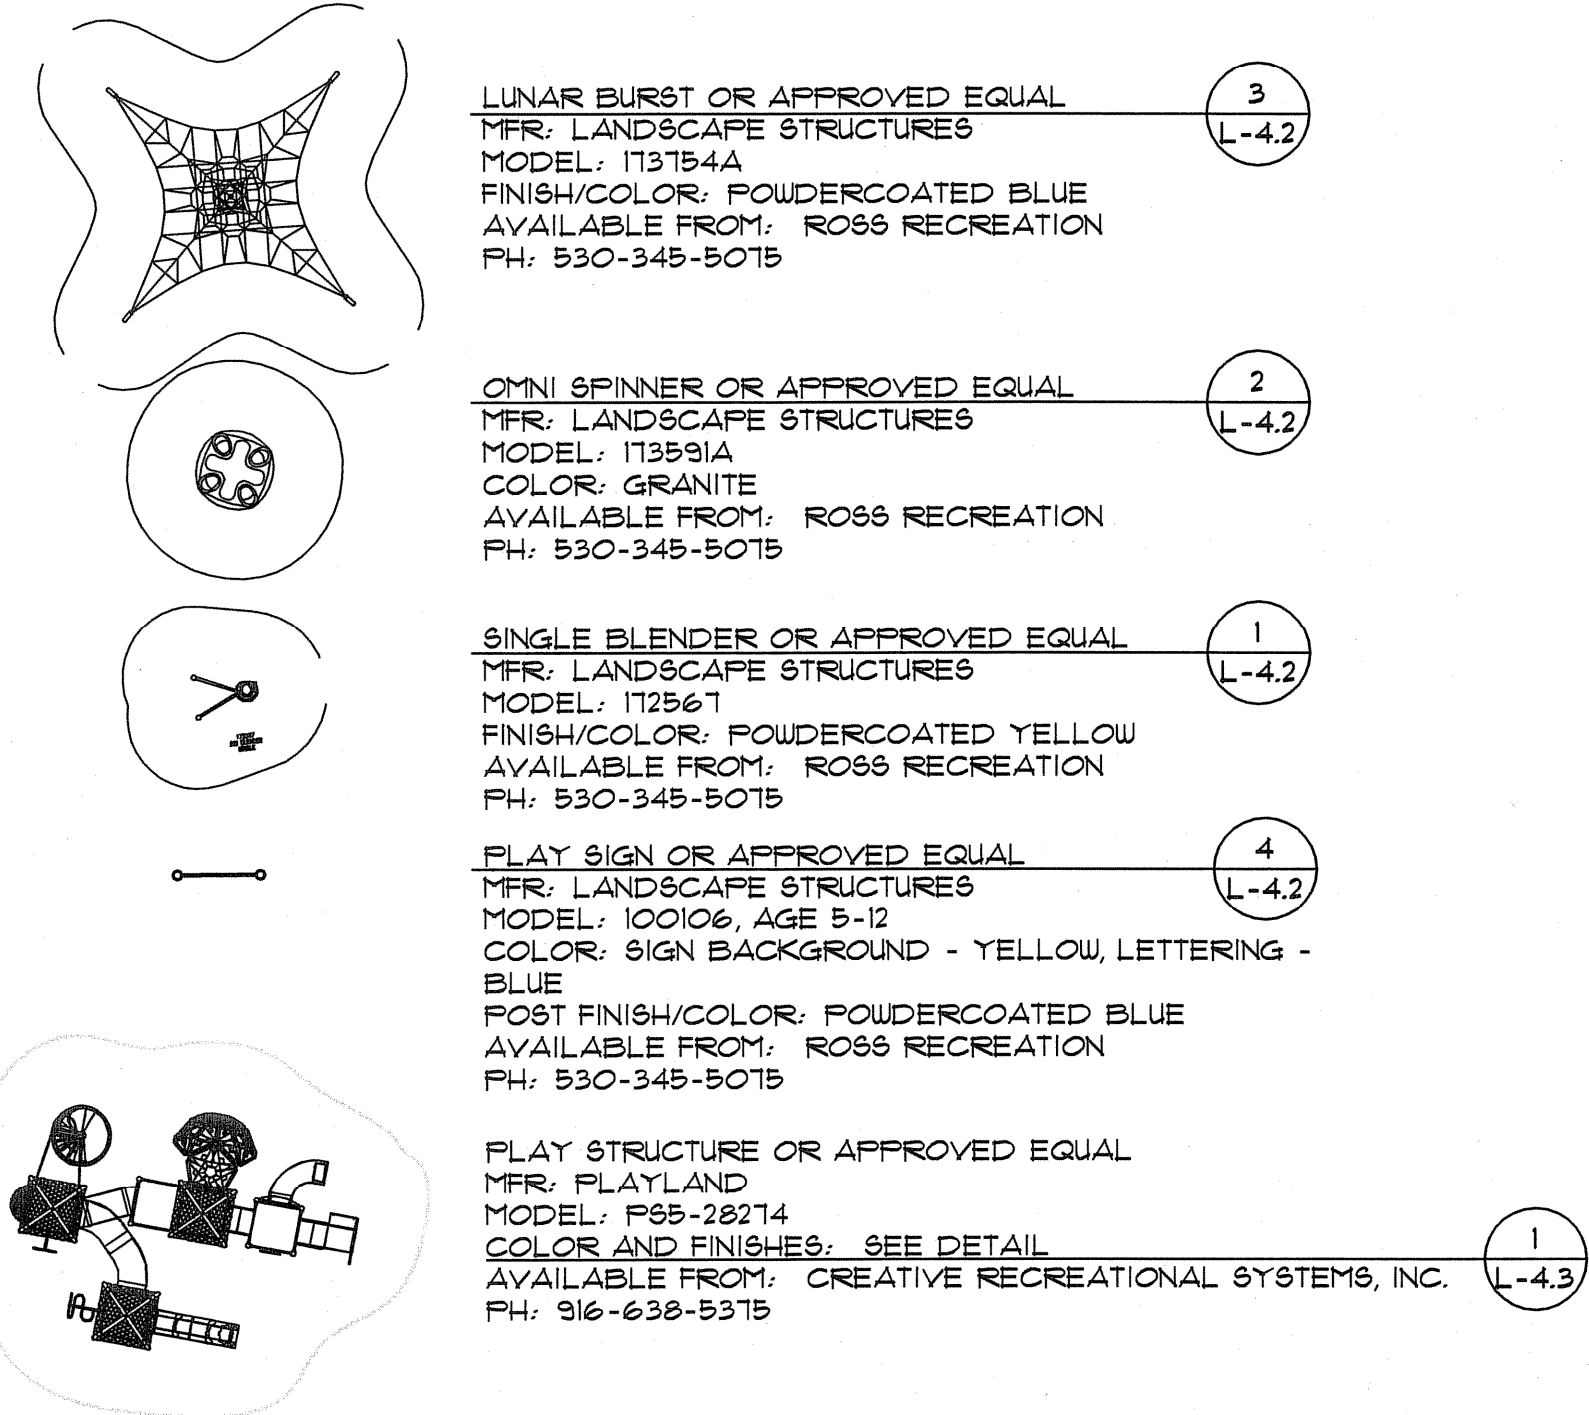 LUNAR BURST OR APPROVED EQUAL
3
L-4.2
MFR: LANDSCAPE STRUCTURES
MODEL: 173754A
FINISH/COLOR: POWDERCOATED BLUE
AVAILABLE FROM: ROSS RECREATION
PH: 530-345-5075
OMNI SPINNER OR APPROVED EQUAL
2
L-4.2
MFR: LANDSCAPE STRUCTURES
MODEL: 173591A
COLOR: GRANITE
AVAILABLE FROM: ROSS RECREATION
PH: 530-345-5075
SINGLE BLENDER OR APPROVED EQUAL
1
L-4.2
MFR: LANDSCAPE STRUCTURES
MODEL: 172567
FINISH/COLOR: POWDERCOATED YELLOW
AVAILABLE FROM: ROSS RECREATION
PH: 530-345-5075
PLAY SIGN OR APPROVED EQUAL
4
L-4.2
MFR: LANDSCAPE STRUCTURES
MODEL: 100106, AGE 5-12
COLOR: SIGN BACKGROUND - YELLOW, LETTERING -
BLUE
POST FINISH/COLOR: POWDERCOATED BLUE
AVAILABLE FROM: ROSS RECREATION
PH: 530-345-5075
PLAY STRUCTURE OR APPROVED EQUAL
MFR: PLAYLAND
MODEL: PS5-28274
COLOR AND FINISHES: SEE DETAIL
1
L-4.3
AVAILABLE FROM: CREATIVE RECREATIONAL SYSTEMS, INC.
PH: 916-638-5375